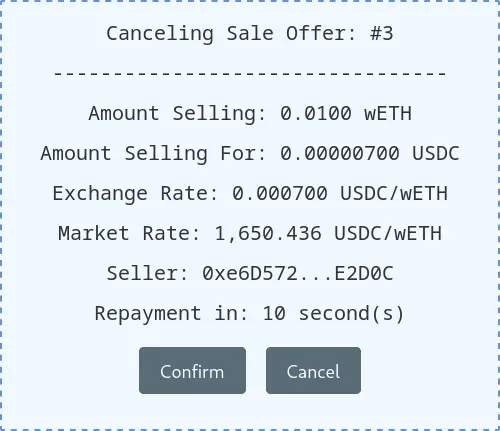 Canceling Sale Offer: #3
---------------------------------
Amount Selling: 0.0100 wETH
Amount Selling For: 0.00000700 USDC
Exchange Rate: 0.000700 USDC/wETH
Market Rate: 1,650.436 USDC/wETH
Seller: 0xe6D572...E2D0C
Repayment in: 10 second(s)
Confirm Cancel